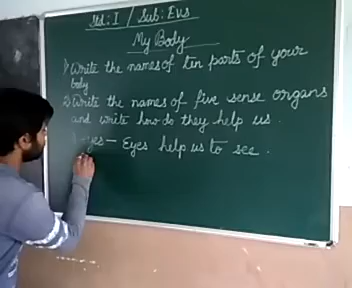 Std: I / Sub: Evs
My Body
1) Write the names of ten parts of your
body
2) Write the names of five sense organs
and write how do they help us.
Eyes help us to see.